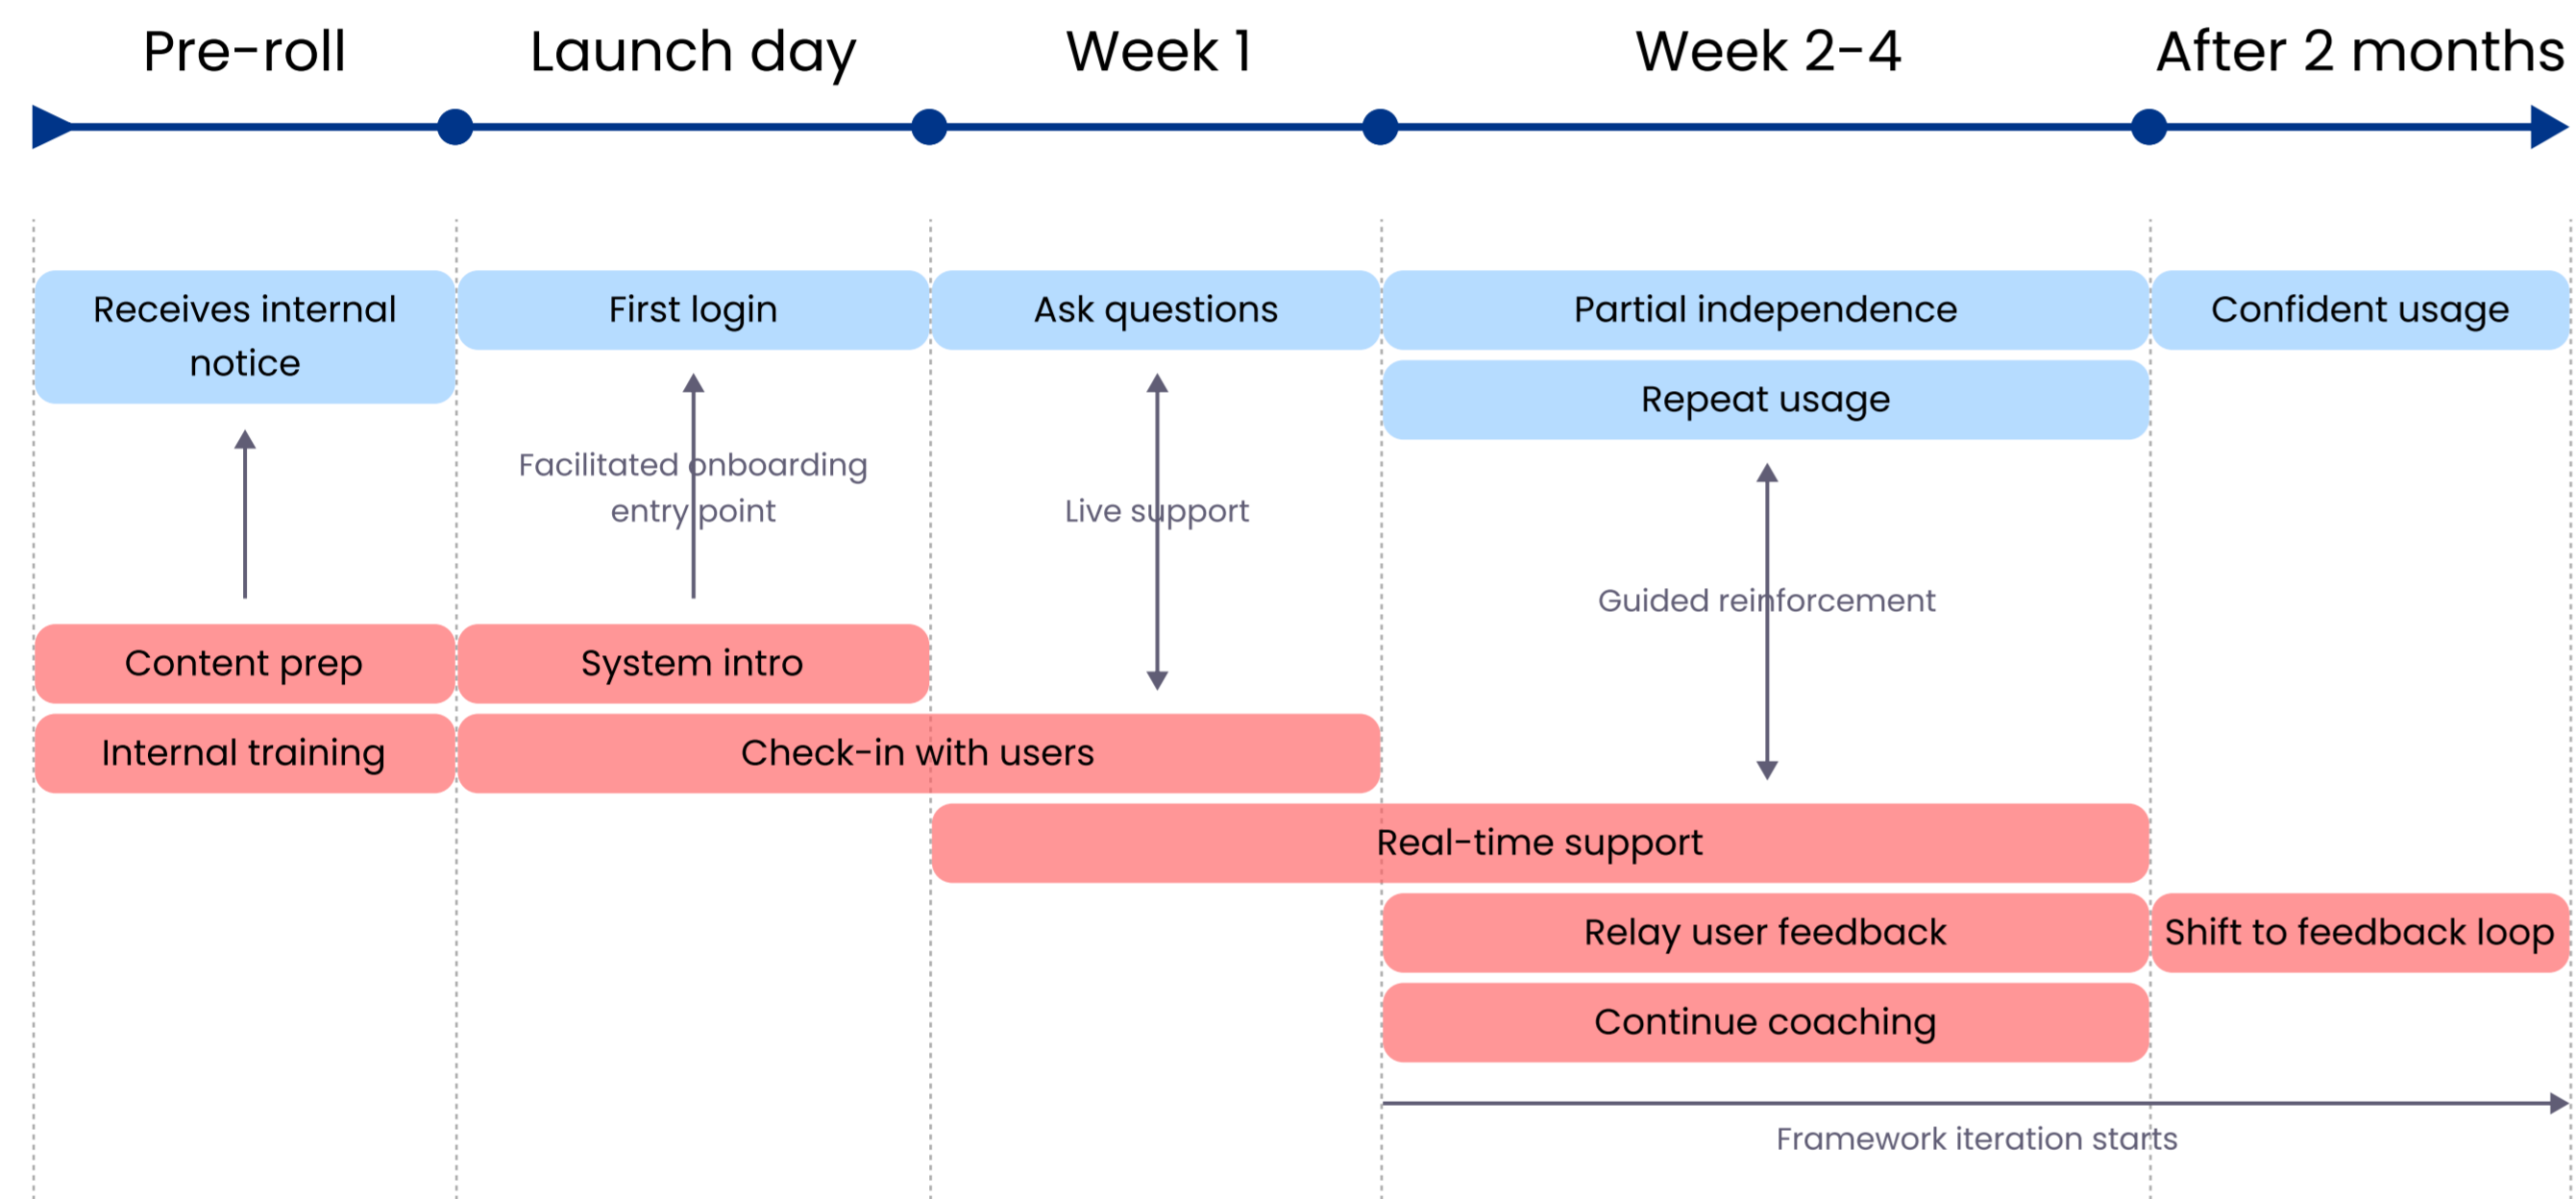 Pre-roll
Launch day
Week 1
Week 2-4
After 2 months
Receives internal
notice
First login
Ask questions
Partial independence
Confident usage
Repeat usage
Facilitated onboarding
entry point
Live support
Guided reinforcement
Content prep
System intro
Internal training
Check-in with users
Real-time support
Relay user feedback
Shift to feedback loop
Continue coaching
Framework iteration starts